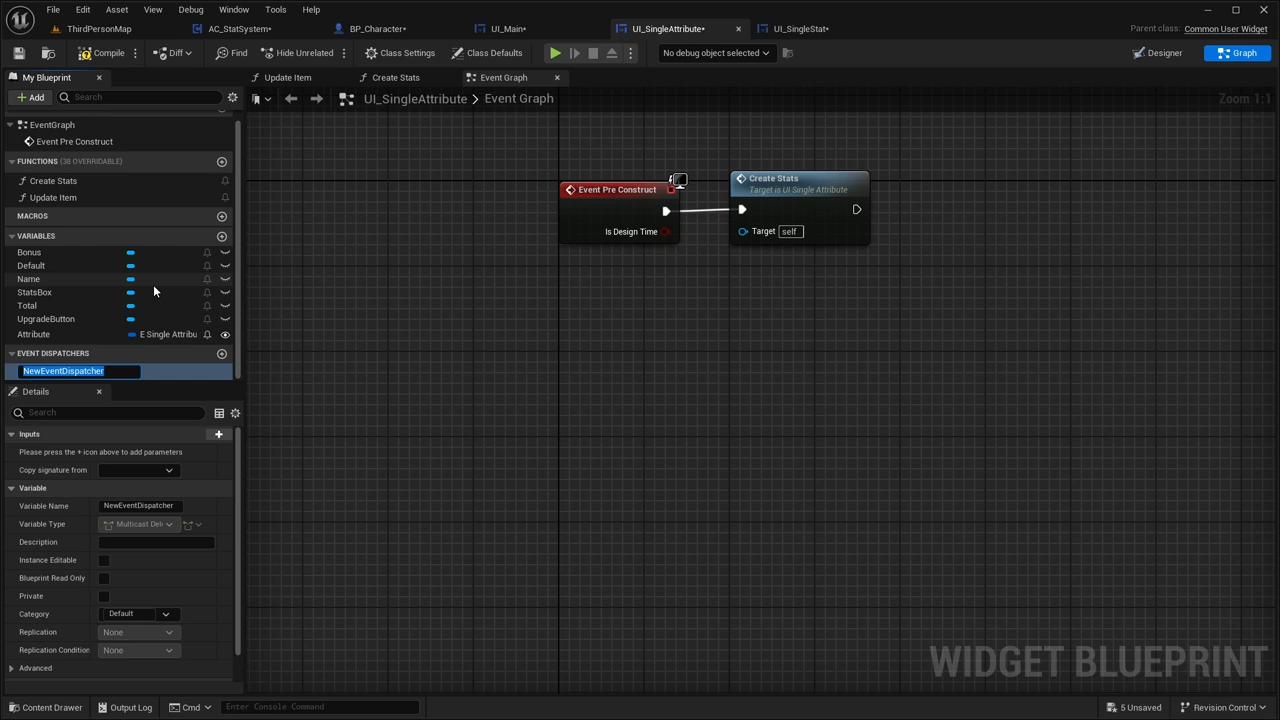 File Edit Asset View Debug Window Tools Help
ThirdPersonMap AC_StatSystem* BP_Character* UI_Main* UI_SingleAttribute* UI_SingleStat* Parent class: Common User Widget
Compile Diff Find Hide Unrelated Class Settings Class Defaults No debug object selected Designer Graph
My Blueprint Update Item Create Stats Event Graph
Add Search UI_SingleAttribute > Event Graph Zoom 1:1
EventGraph
Event Pre Construct
FUNCTIONS (38 OVERRIDABLE)
Create Stats
Update Item
MACROS
VARIABLES
Bonus
Default
Name
StatsBox
Total
UpgradeButton
Attribute E Single Attribu
EVENT DISPATCHERS
NewEventDispatcher
Event Pre Construct
Is Design Time
Create Stats
Target is UI Single Attribute
Target self
Details
Search
Inputs
Please press the + icon above to add parameters
Copy signature from
Variable
Variable Name NewEventDispatcher
Variable Type Multicast Del
Description
Instance Editable
Blueprint Read Only
Private
Category Default
Replication None
Replication Condition None
Advanced
WIDGET BLUEPRINT
Content Drawer Output Log Cmd Enter Console Command 5 Unsaved Revision Control